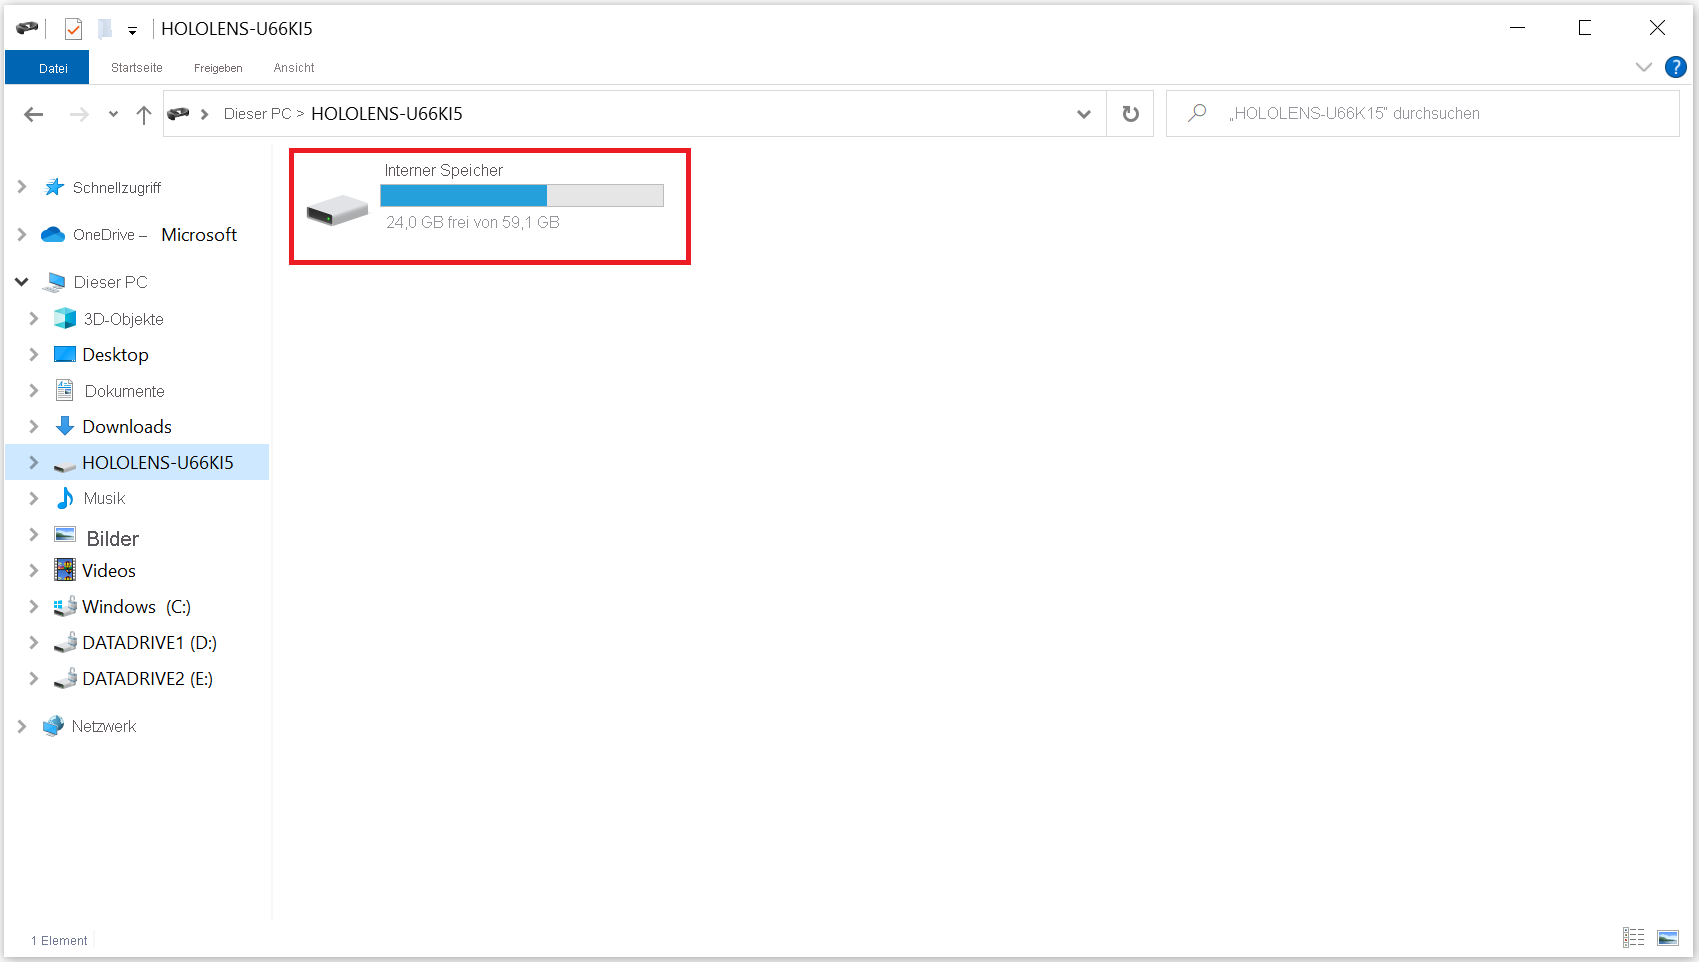 HOLOLENS-U66KI5
Datei Startseite Freigeben Ansicht ?
Dieser PC > HOLOLENS-U66KI5
„HOLOLENS-U66K15" durchsuchen
Interner Speicher
24,0 GB frei von 59,1 GB
Schnellzugriff
OneDrive – Microsoft
Dieser PC
3D-Objekte
Desktop
Dokumente
Downloads
HOLOLENS-U66KI5
Musik
Bilder
Videos
Windows (C:)
DATADRIVE1 (D:)
DATADRIVE2 (E:)
Netzwerk
1 Element